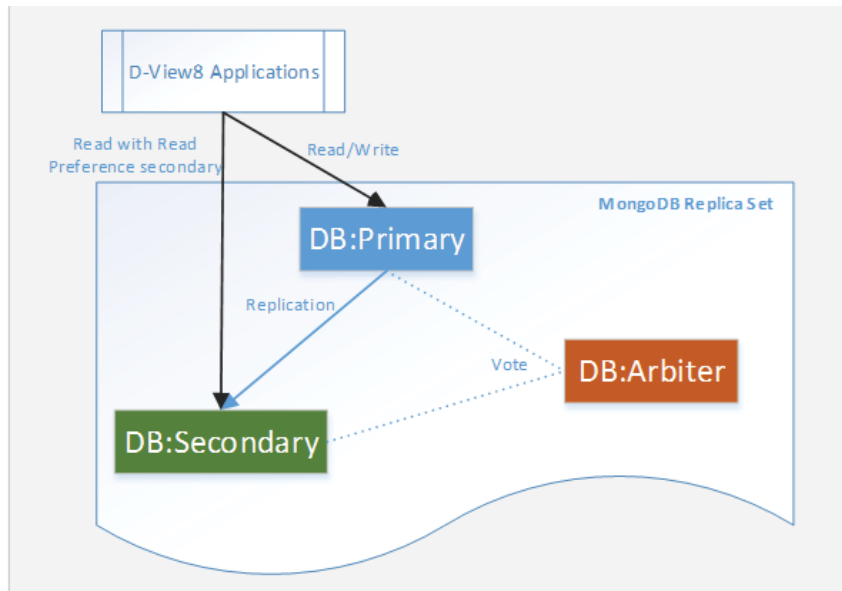 D-View8 Applications
Read with Read
Preference secondary
Read/Write
MongoDB Replica Set
DB:Primary
Replication
Vote
DB:Arbiter
DB:Secondary